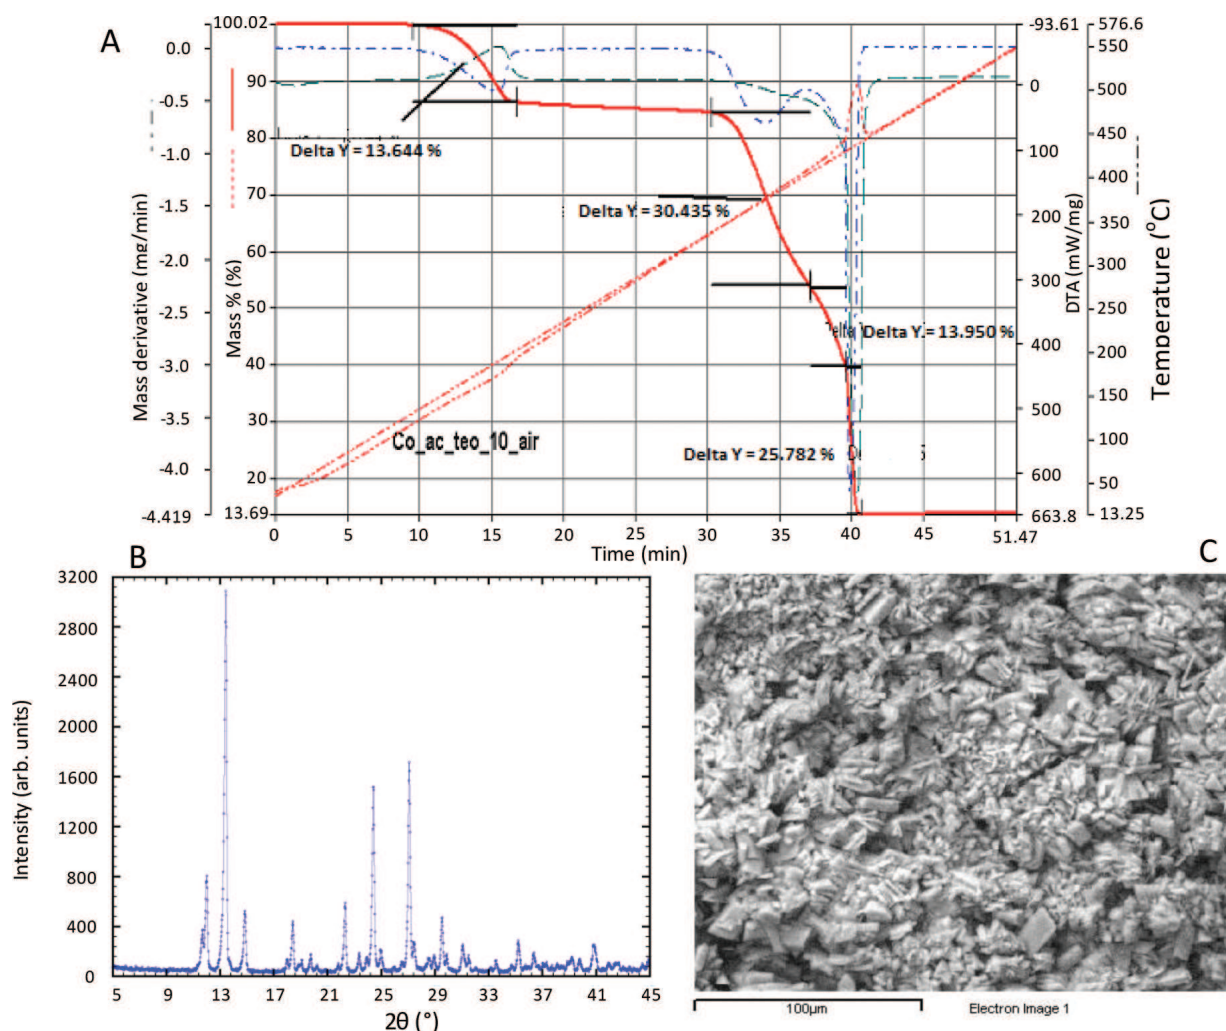 A
100.02
-93.61
576.6
0.0
550
90
0
500
-0.5
80
450
Delta Y = 13.644 %
-1.0
100
400
70
Delta Y = 30.435 %
-1.5
200
350
60
-2.0
300
300
50
-2.5
250
Delta Y = 13.950 %
400
200
-3.0
40
150
-3.5
500
30
Co_ac_teo_10_air
100
-4.0
Delta Y = 25.782 %
600
20
50
-4.419
13.69
663.8
13.25
0 5 10 15 20 25 30 35 40 45 51.47
Time (min)
Mass derivative (mg/min)
Mass % (%)
DTA (mW/mg)
Temperature (°C)
B
3200
2800
2400
2000
1600
1200
800
400
0
5 9 13 17 21 25 29 33 37 41 45
2θ (°)
Intensity (arb. units)
C
100µm
Electron Image 1